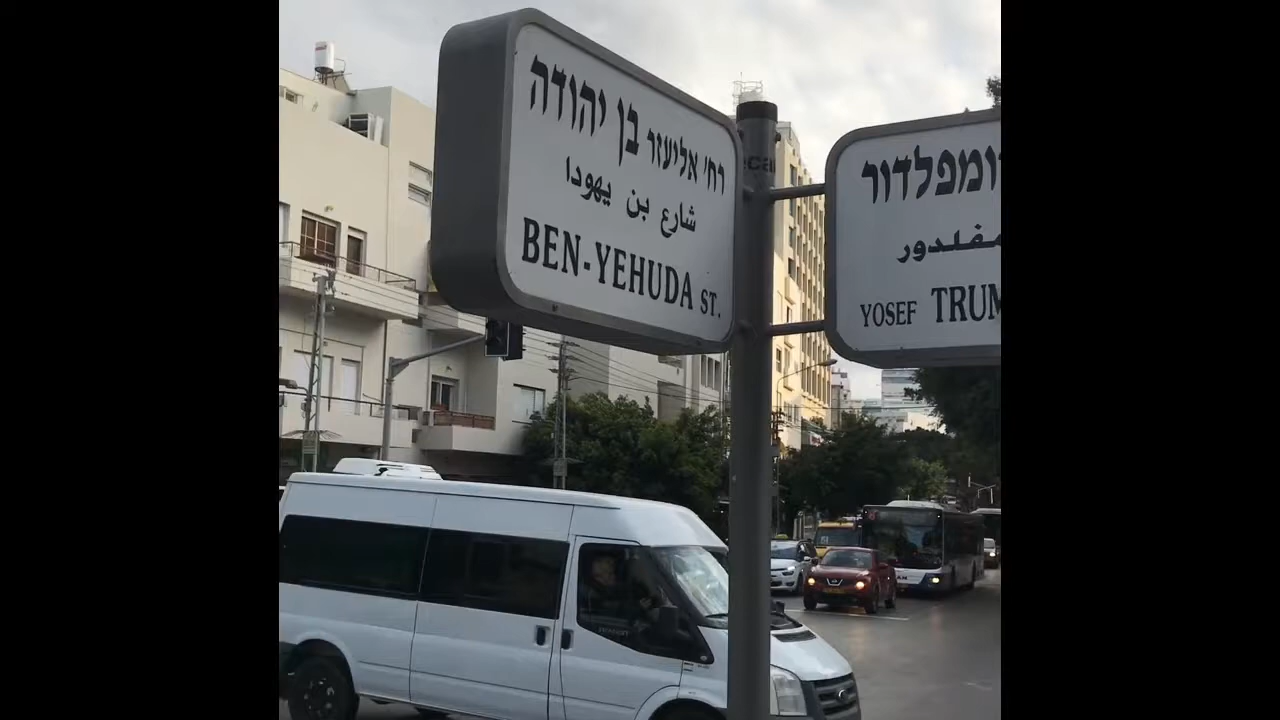 רח' אליעזר בן יהודה
شارع بن يهودا
BEN-YEHUDA ST.
YOSEF